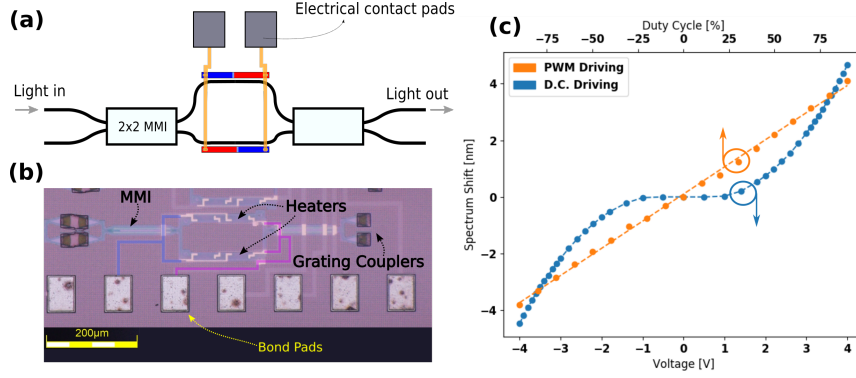 (a)
Electrical contact pads
Light in
Light out
2x2 MMI
(b)
MMI
Heaters
Grating Couplers
200μm
Bond Pads
(c)
Duty Cycle [%]
−75 −50 −25 0 25 50 75
PWM Driving
D.C. Driving
Spectrum Shift [nm]
4
2
0
−2
−4
−4 −3 −2 −1 0 1 2 3 4
Voltage [V]